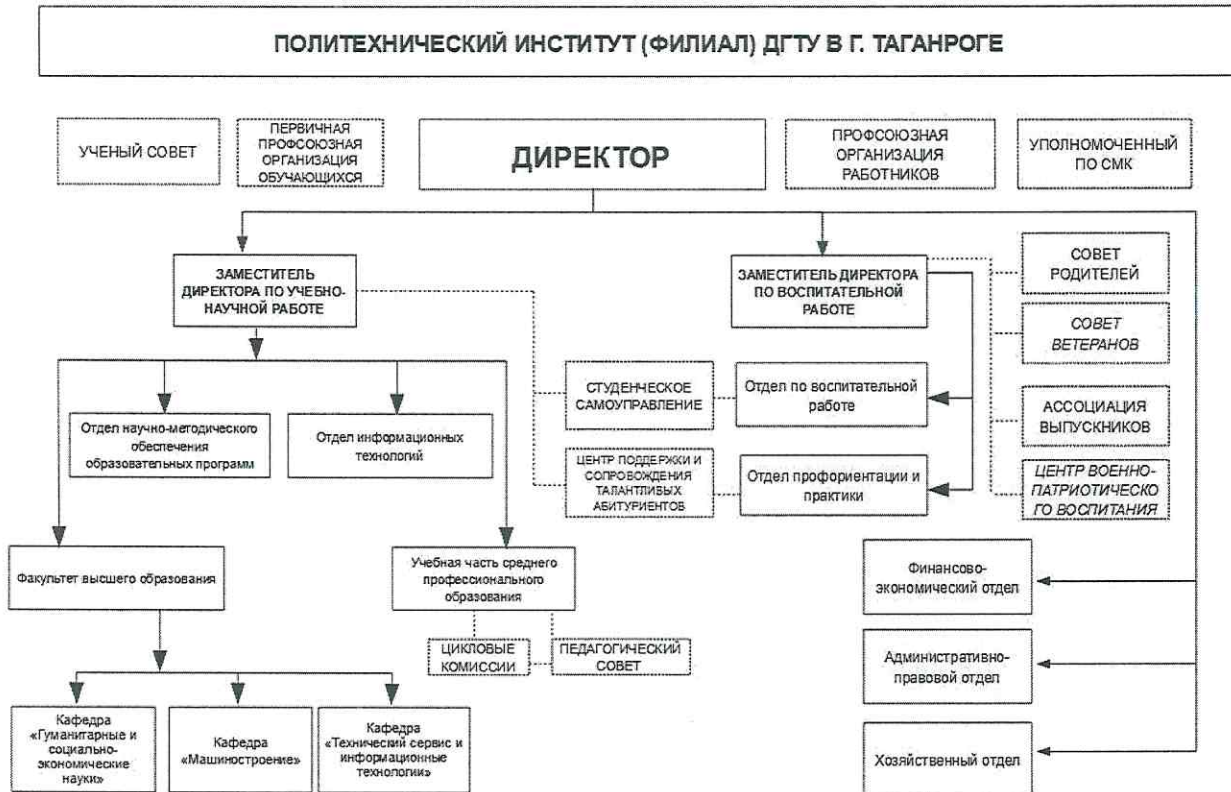 ПОЛИТЕХНИЧЕСКИЙ ИНСТИТУТ (ФИЛИАЛ) ДГТУ В Г. ТАГАНРОГЕ
УЧЕНЫЙ СОВЕТ
ПЕРВИЧНАЯ
ПРОФСОЮЗНАЯ
ОРГАНИЗАЦИЯ
ОБУЧАЮЩИХСЯ
ДИРЕКТОР
ПРОФСОЮЗНАЯ
ОРГАНИЗАЦИЯ
РАБОТНИКОВ
УПОЛНОМОЧЕННЫЙ
ПО СМК
ЗАМЕСТИТЕЛЬ
ДИРЕКТОРА ПО УЧЕБНО-
НАУЧНОЙ РАБОТЕ
ЗАМЕСТИТЕЛЬ ДИРЕКТОРА
ПО ВОСПИТАТЕЛЬНОЙ
РАБОТЕ
СОВЕТ
РОДИТЕЛЕЙ
СОВЕТ
ВЕТЕРАНОВ
АССОЦИАЦИЯ
ВЫПУСКНИКОВ
ЦЕНТР ВОЕННО-
ПАТРИОТИЧЕСКО
ГО ВОСПИТАНИЯ
СТУДЕНЧЕСКОЕ
САМОУПРАВЛЕНИЕ
Отдел по воспитательной
работе
ЦЕНТР ПОДДЕРЖКИ И
СОПРОВОЖДЕНИЯ
ТАЛАНТЛИВЫХ
АБИТУРИЕНТОВ
Отдел профориентации и
практики
Отдел научно-методического
обеспечения
образовательных программ
Отдел информационных
технологий
Факультет высшего образования
Учебная часть среднего
профессионального
образования
ЦИКЛОВЫЕ
КОМИССИИ
ПЕДАГОГИЧЕСКИЙ
СОВЕТ
Финансово-
экономический отдел
Административно-
правовой отдел
Хозяйственный отдел
Кафедра
«Гуманитарные и
социально-
экономические
науки»
Кафедра
«Машиностроение»
Кафедра
«Технический сервис и
информационные
технологии»